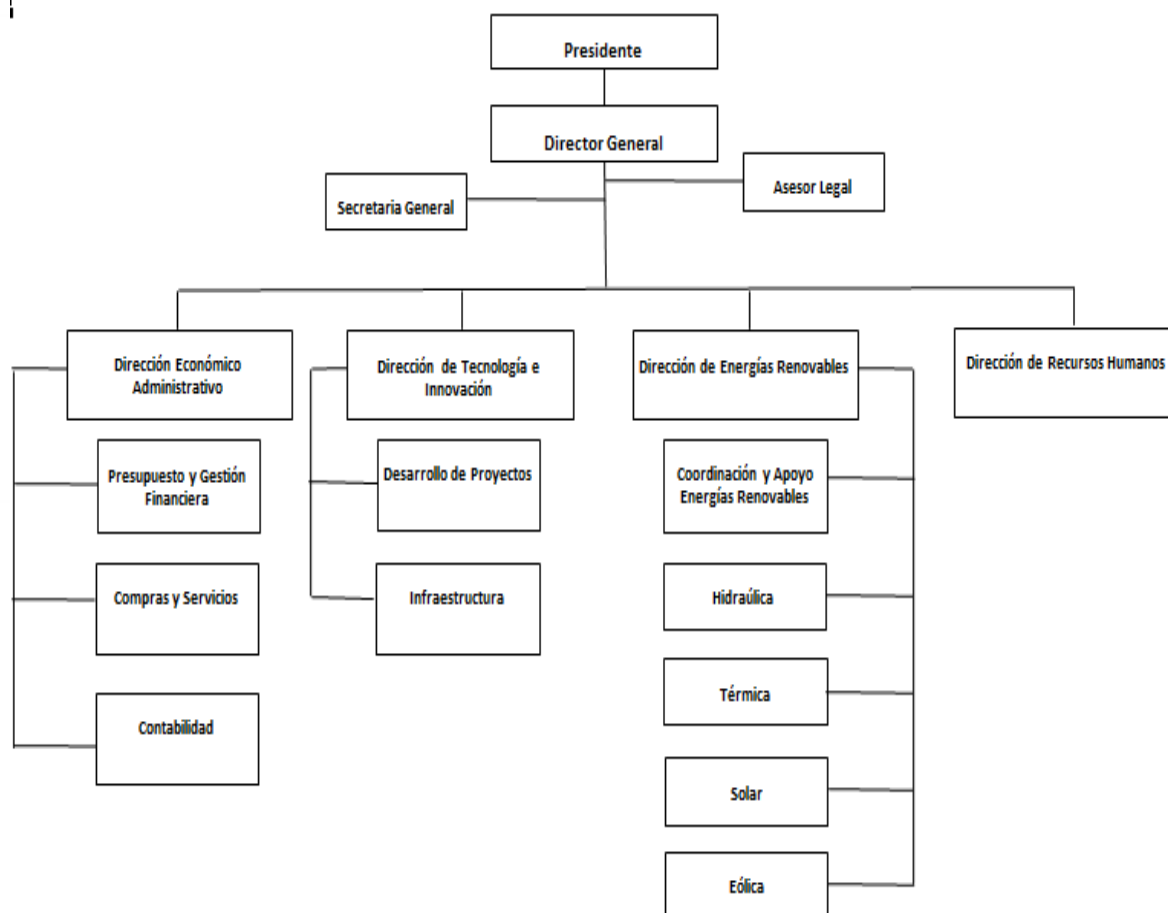 Presidente
Director General
Asesor Legal
Secretaria General
Dirección Económico
Administrativo
Dirección de Tecnología e
Innovación
Dirección de Energías Renovables
Dirección de Recursos Humanos
Presupuesto y Gestión
Financiera
Desarrollo de Proyectos
Coordinación y Apoyo
Energías Renovables
Compras y Servicios
Infraestructura
Hidraúlica
Térmica
Contabilidad
Solar
Eólica